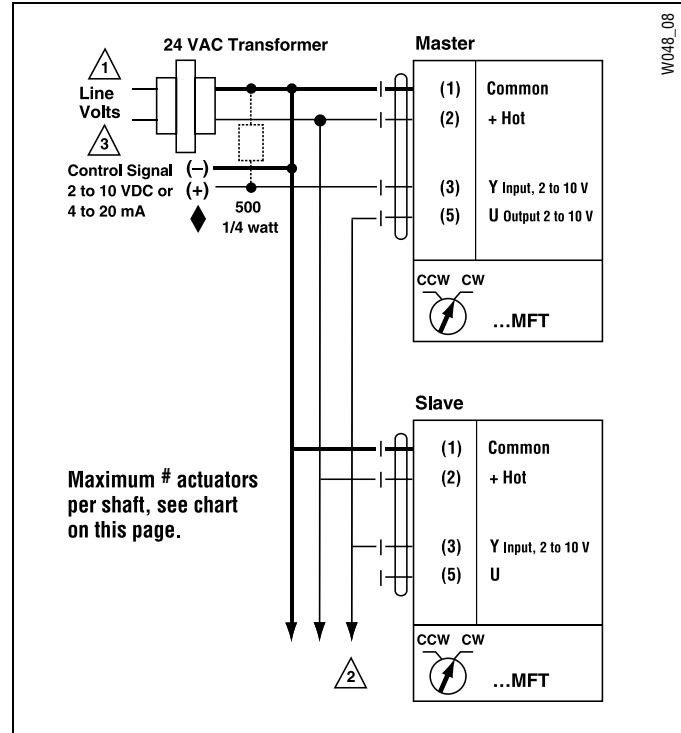 W048_08
24 VAC Transformer
1
Line
Volts
3
Control Signal (–)
2 to 10 VDC or (+)
4 to 20 mA
500
1/4 watt
Master
(1) Common
(2) + Hot
(3) Y Input, 2 to 10 V
(5) U Output 2 to 10 V
CCW CW
...MFT
Slave
(1) Common
(2) + Hot
(3) Y Input, 2 to 10 V
(5) U
CCW CW
...MFT
Maximum # actuators
per shaft, see chart
on this page.
2